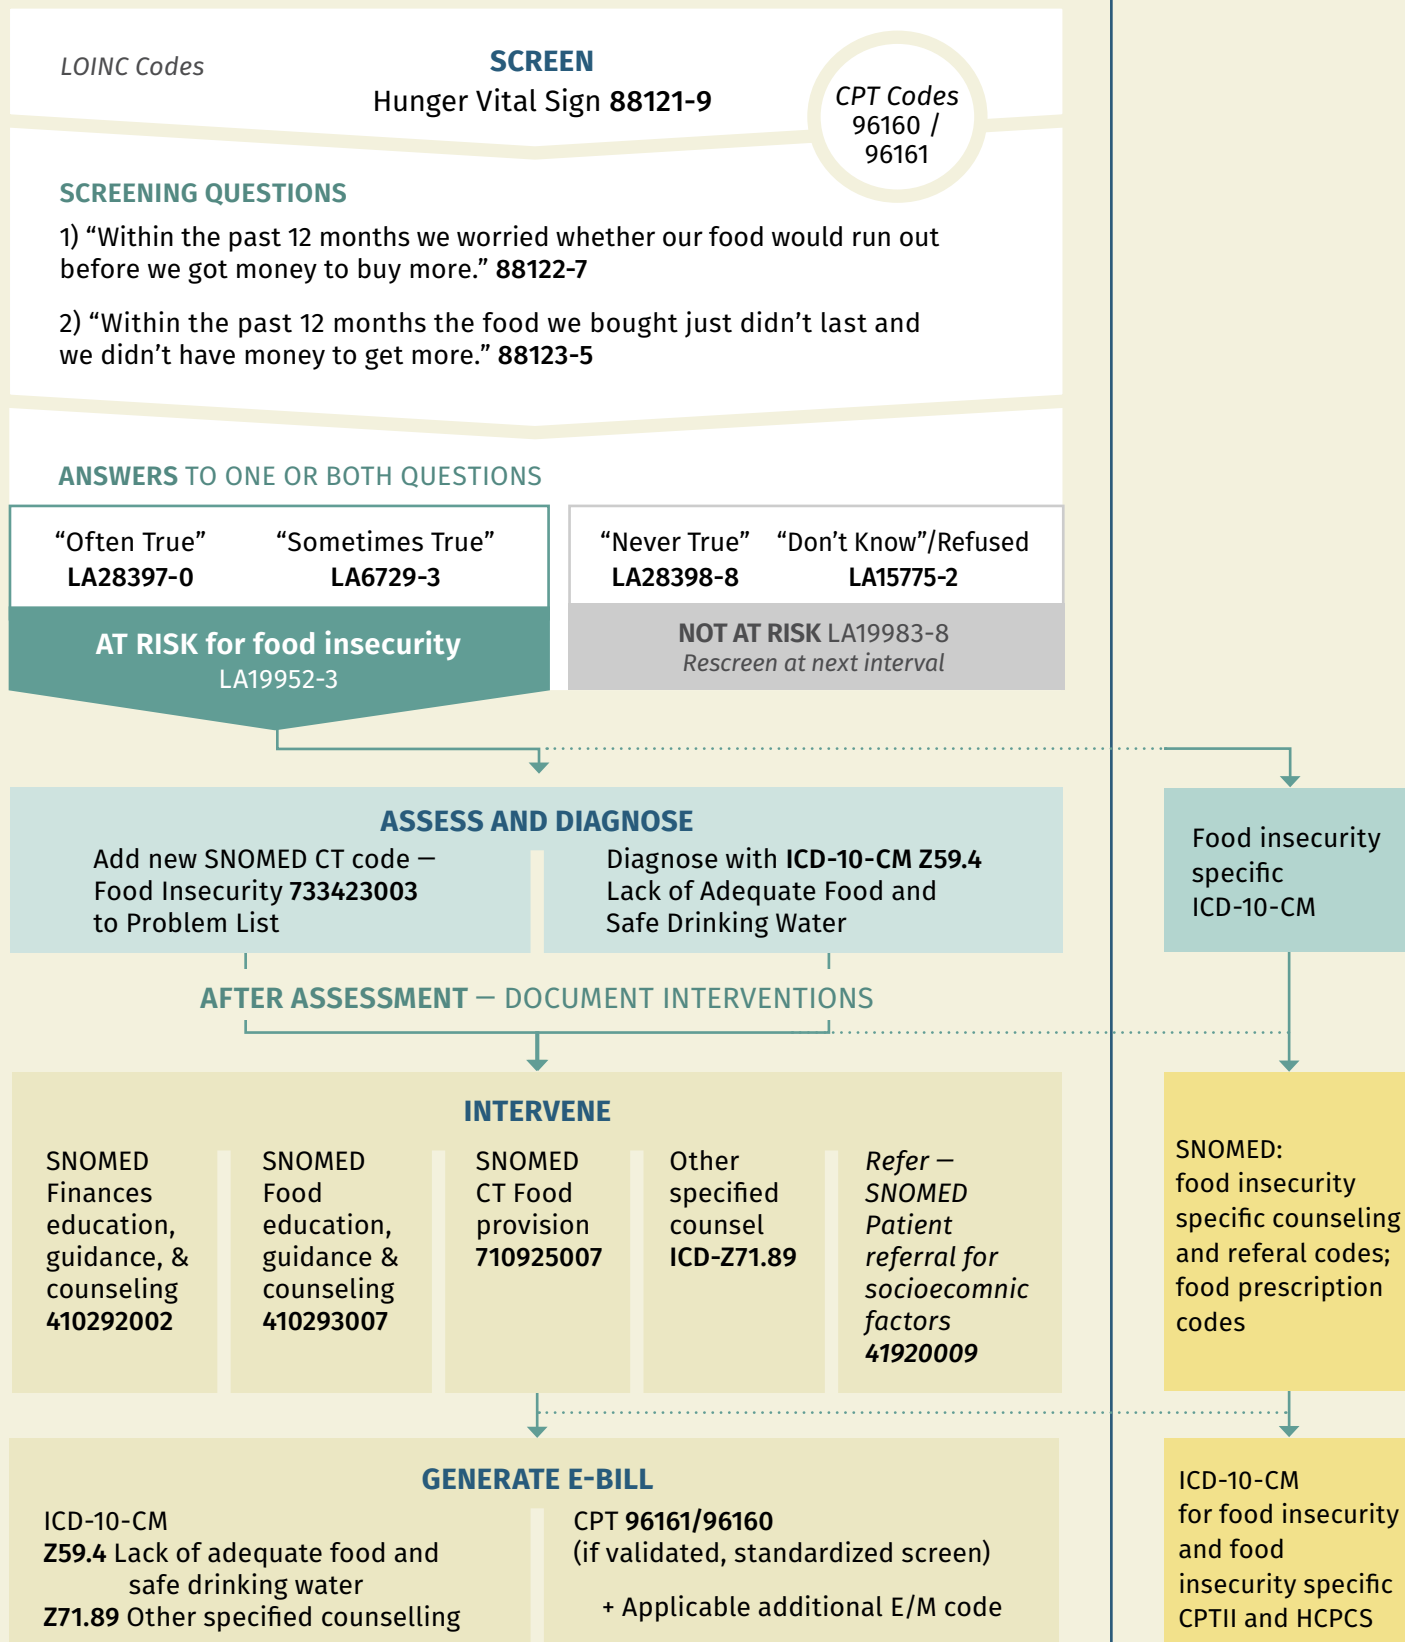 LOINC Codes
SCREEN
Hunger Vital Sign 88121-9
CPT Codes
96160 /
96161
SCREENING QUESTIONS
1) “Within the past 12 months we worried whether our food would run out
before we got money to buy more.” 88122-7
2) “Within the past 12 months the food we bought just didn’t last and
we didn’t have money to get more.” 88123-5
ANSWERS TO ONE OR BOTH QUESTIONS
“Often True”
LA28397-0
“Sometimes True”
LA6729-3
“Never True”
LA28398-8
“Don’t Know”/Refused
LA15775-2
AT RISK for food insecurity
LA19952-3
NOT AT RISK LA19983-8
Rescreen at next interval
ASSESS AND DIAGNOSE
Add new SNOMED CT code —
Food Insecurity 733423003
to Problem List
Diagnose with ICD-10-CM Z59.4
Lack of Adequate Food and
Safe Drinking Water
Food insecurity
specific
ICD-10-CM
AFTER ASSESSMENT — DOCUMENT INTERVENTIONS
INTERVENE
SNOMED
Finances
education,
guidance, &
counseling
410292002
SNOMED
Food
education,
guidance &
counseling
410293007
SNOMED
CT Food
provision
710925007
Other
specified
counsel
ICD-Z71.89
Refer —
SNOMED
Patient
referral for
socioecomnic
factors
41920009
SNOMED:
food insecurity
specific counseling
and referal codes;
food prescription
codes
GENERATE E-BILL
ICD-10-CM
Z59.4 Lack of adequate food and
safe drinking water
Z71.89 Other specified counselling
CPT 96161/96160
(if validated, standardized screen)
+ Applicable additional E/M code
ICD-10-CM
for food insecurity
and food
insecurity specific
CPTII and HCPCS